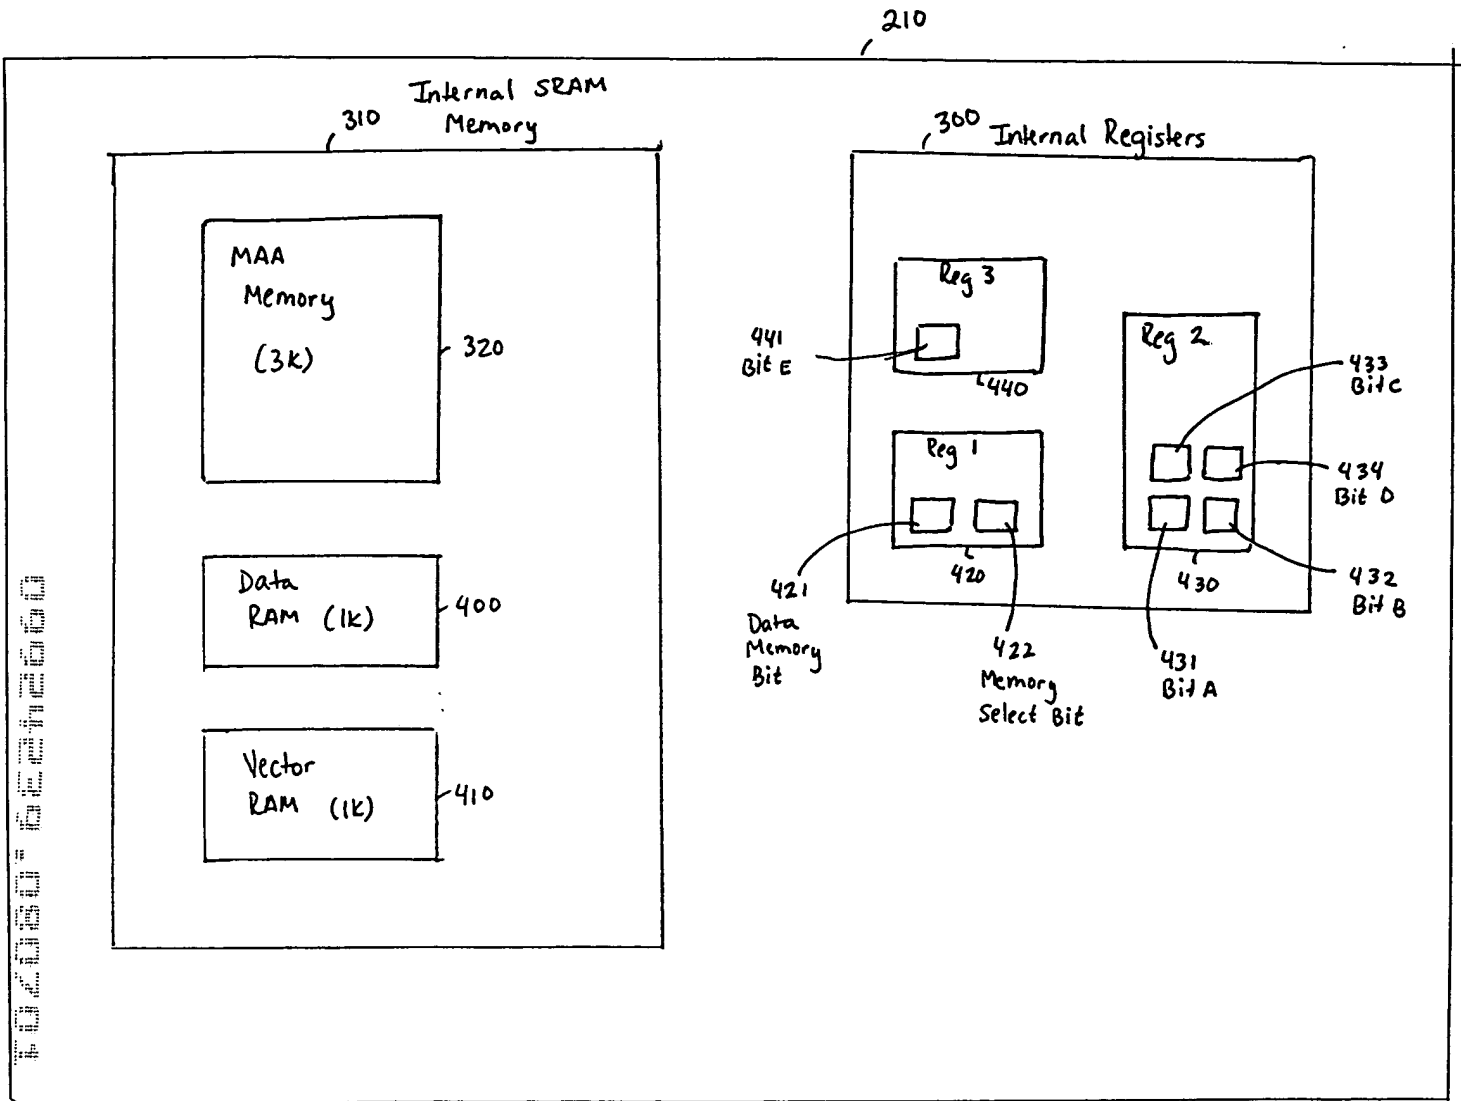 210
Internal SRAM
Memory
310
MAA
Memory
(3K)
320
Data
RAM (1K)
400
Vector
RAM (1K)
410
300 Internal Registers
Reg 3
441
Bit E
440
Reg 2
433
Bit C
434
Bit D
432
Bit B
431
Bit A
430
Reg 1
420
421
Data
Memory
Bit
422
Memory
Select Bit
09924239.080701